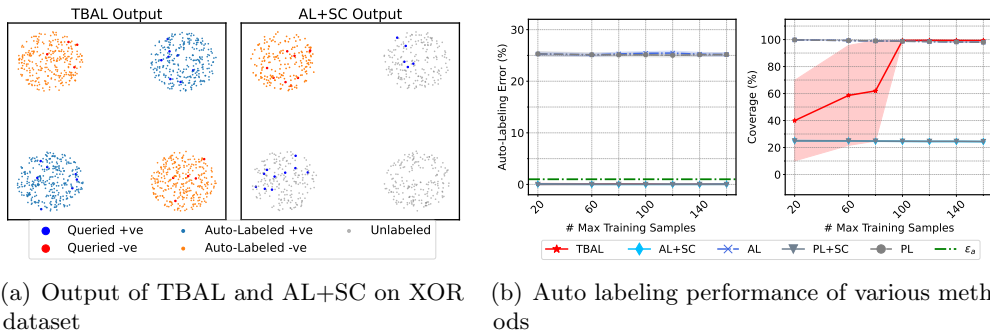 TBAL Output
AL+SC Output
Queried +ve
Auto-Labeled +ve
Unlabeled
Queried -ve
Auto-Labeled -ve
(a) Output of TBAL and AL+SC on XOR
dataset
Auto-Labeling Error (%)
30
20
10
0
20
60
100
140
# Max Training Samples
Coverage (%)
100
80
60
40
20
0
20
60
100
140
# Max Training Samples
TBAL
AL+SC
AL
PL+SC
PL
εa
(b) Auto labeling performance of various meth
ods